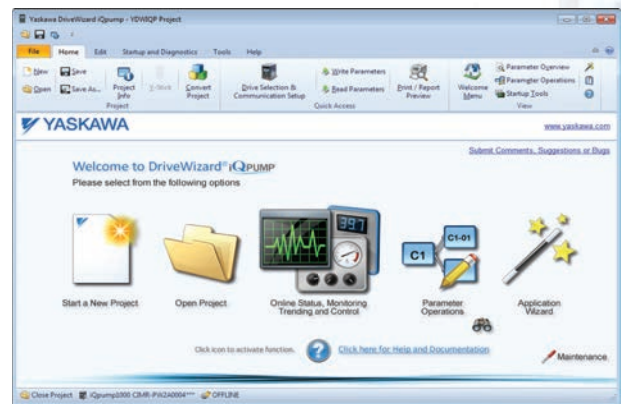 Yaskawa DriveWizard iQpump - YDWIQP Project
File Home Edit Startup and Diagnostics Tools Help
New Save
Open Save As...
Project Info
Convert Project
Drive Selection & Communication Setup
Write Parameters
Read Parameters
Print / Report Preview
Welcome Menu
Parameter Overview
Parameter Operations
Startup Tools
Project Quick Access View
YASKAWA
www.yaskawa.com
Submit Comments, Suggestions or Bugs
Welcome to DriveWizard® iQPUMP
Please select from the following options
397
C1
C1-01
Start a New Project
Open Project
Online Status, Monitoring Trending and Control
Parameter Operations
Application Wizard
Click icon to activate function.
Click here for Help and Documentation
Maintenance
Close Project iQpump1000 CIMR-PW2A0004*** OFFLINE